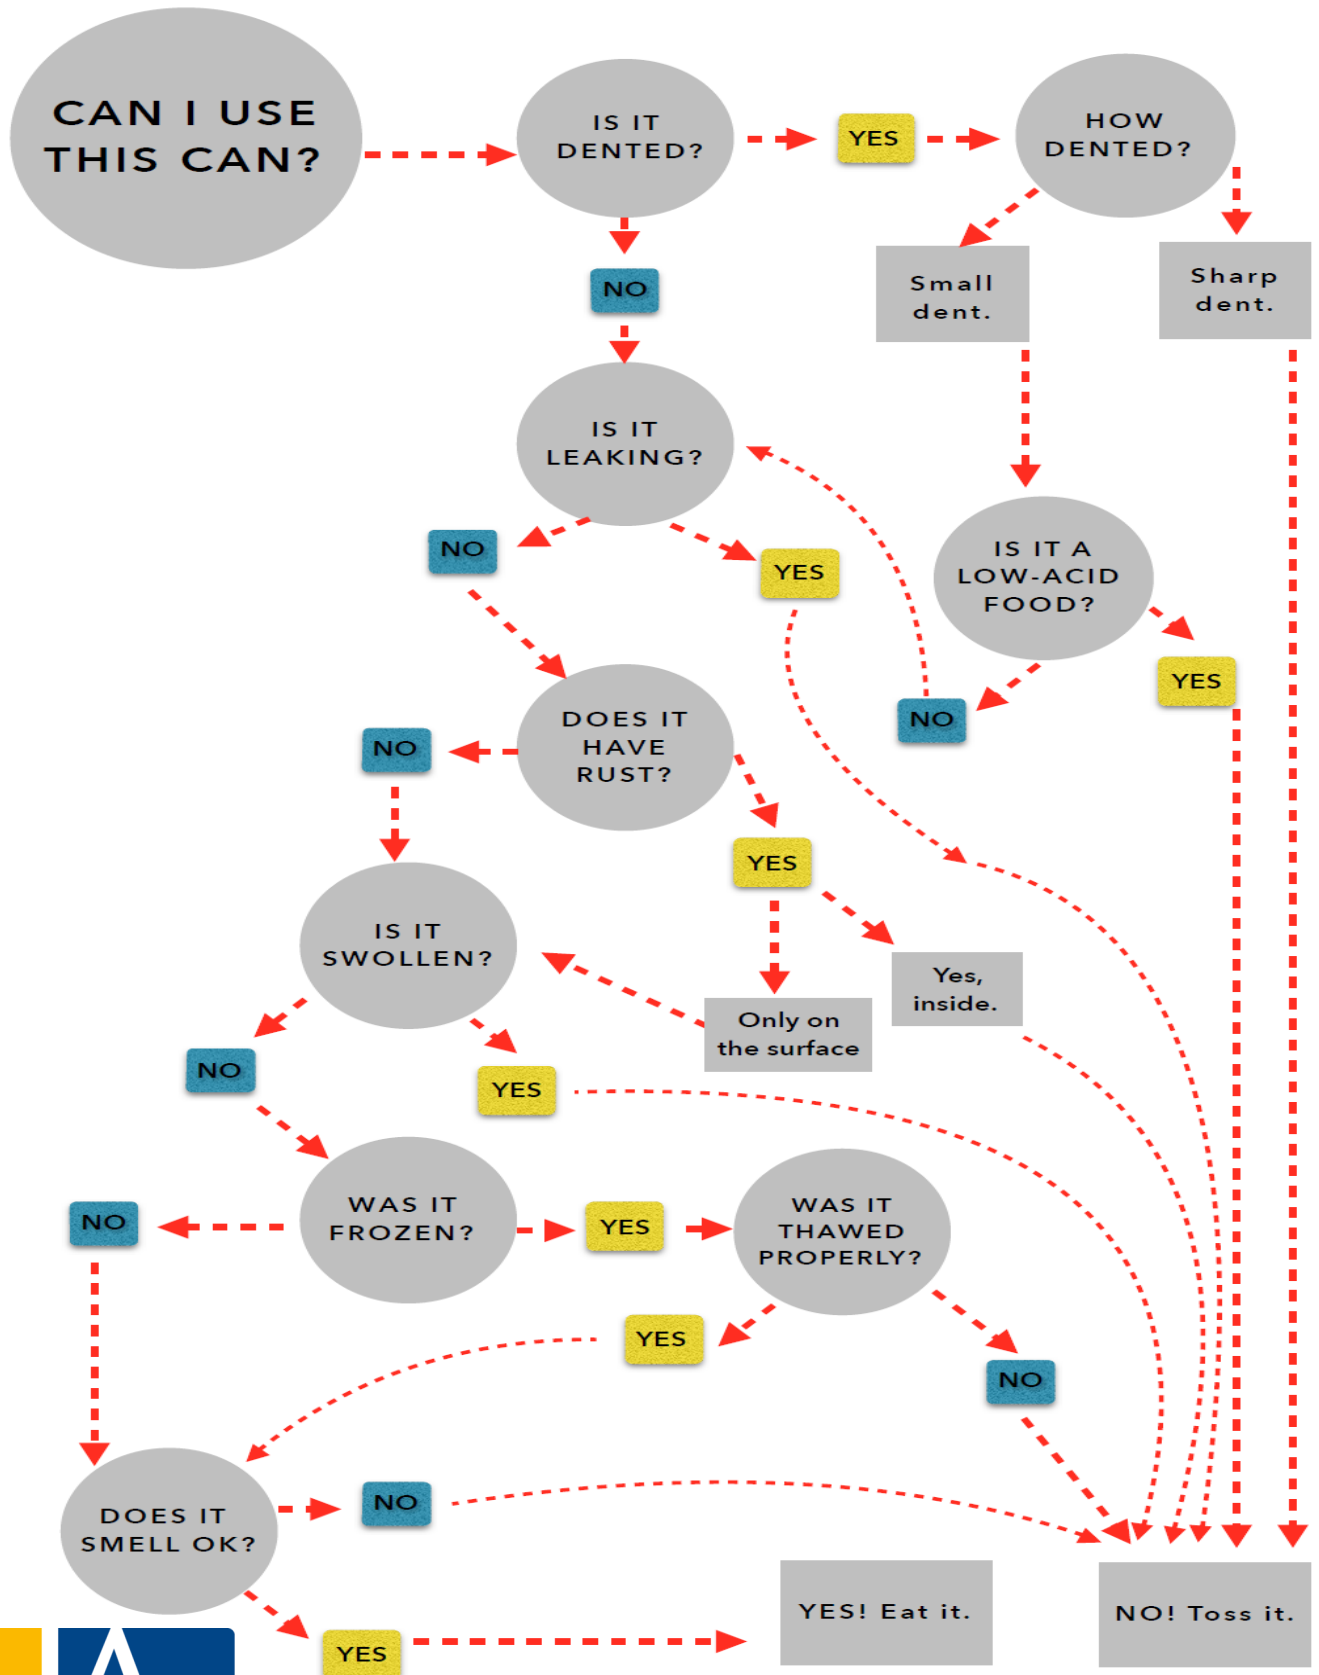 CAN I USE
THIS CAN?
IS IT
DENTED?
YES
HOW
DENTED?
NO
Small
dent.
Sharp
dent.
IS IT
LEAKING?
NO
YES
IS IT A
LOW-ACID
FOOD?
YES
NO
DOES IT
HAVE
RUST?
NO
YES
IS IT
SWOLLEN?
Yes,
inside.
Only on
the surface
NO
YES
WAS IT
FROZEN?
NO
YES
WAS IT
THAWED
PROPERLY?
YES
NO
DOES IT
SMELL OK?
NO
YES! Eat it.
NO! Toss it.
YES